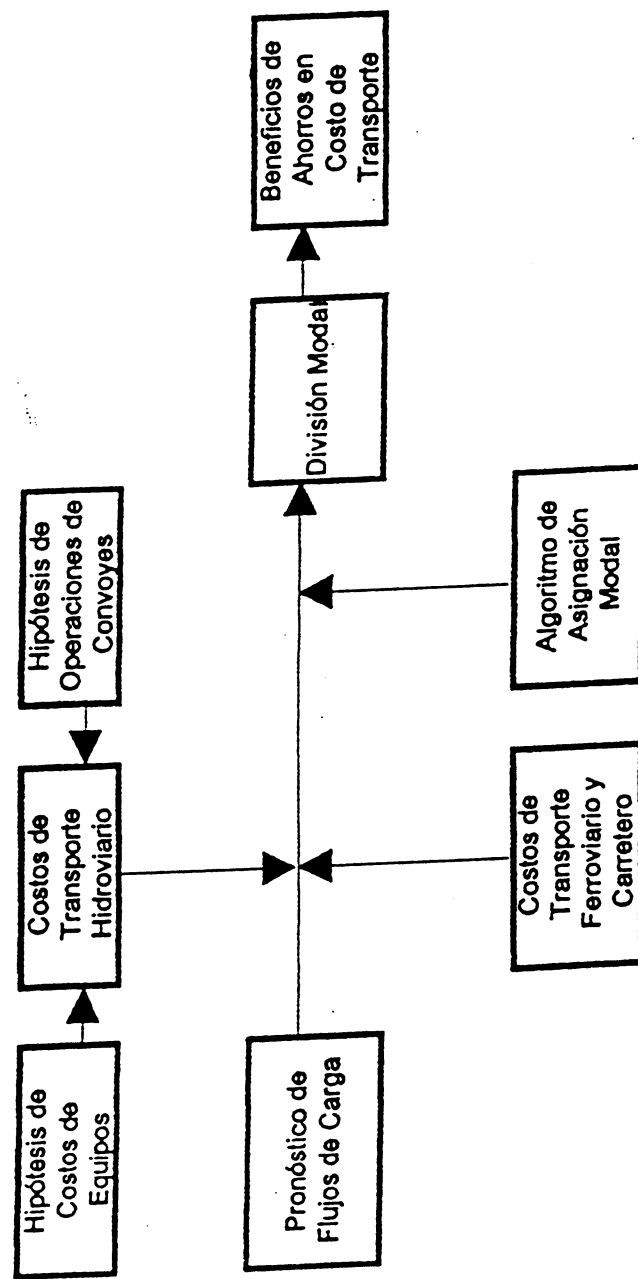 Hipótesis de
Costos de
Equipos
Costos de
Transporte
Hidroviario
Hipótesis de
Operaciones de
Convoyes
Pronóstico de
Flujos de Carga
División Modal
Beneficios de
Ahorros en
Costo de
Transporte
Costos de
Transporte
Ferroviario y
Carretero
Algoritmo de
Asignación
Modal